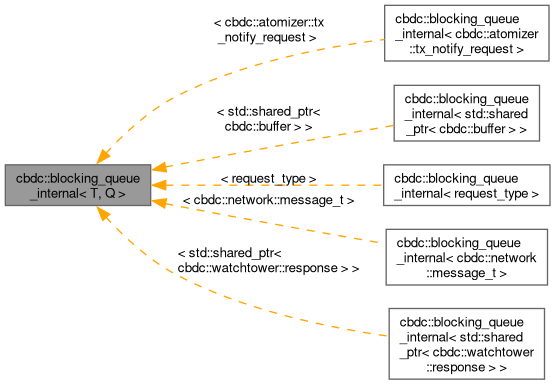 < cbdc::atomizer::tx
_notify_request >
cbdc::blocking_queue
_internal< cbdc::atomizer
::tx_notify_request >
< std::shared_ptr<
cbdc::buffer > >
cbdc::blocking_queue
_internal< std::shared
_ptr< cbdc::buffer > >
cbdc::blocking_queue
_internal< T, Q >
< request_type >
cbdc::blocking_queue
_internal< request_type >
< cbdc::network::message_t >
cbdc::blocking_queue
_internal< cbdc::network
::message_t >
< std::shared_ptr<
cbdc::watchtower::response > >
cbdc::blocking_queue
_internal< std::shared
_ptr< cbdc::watchtower
::response > >